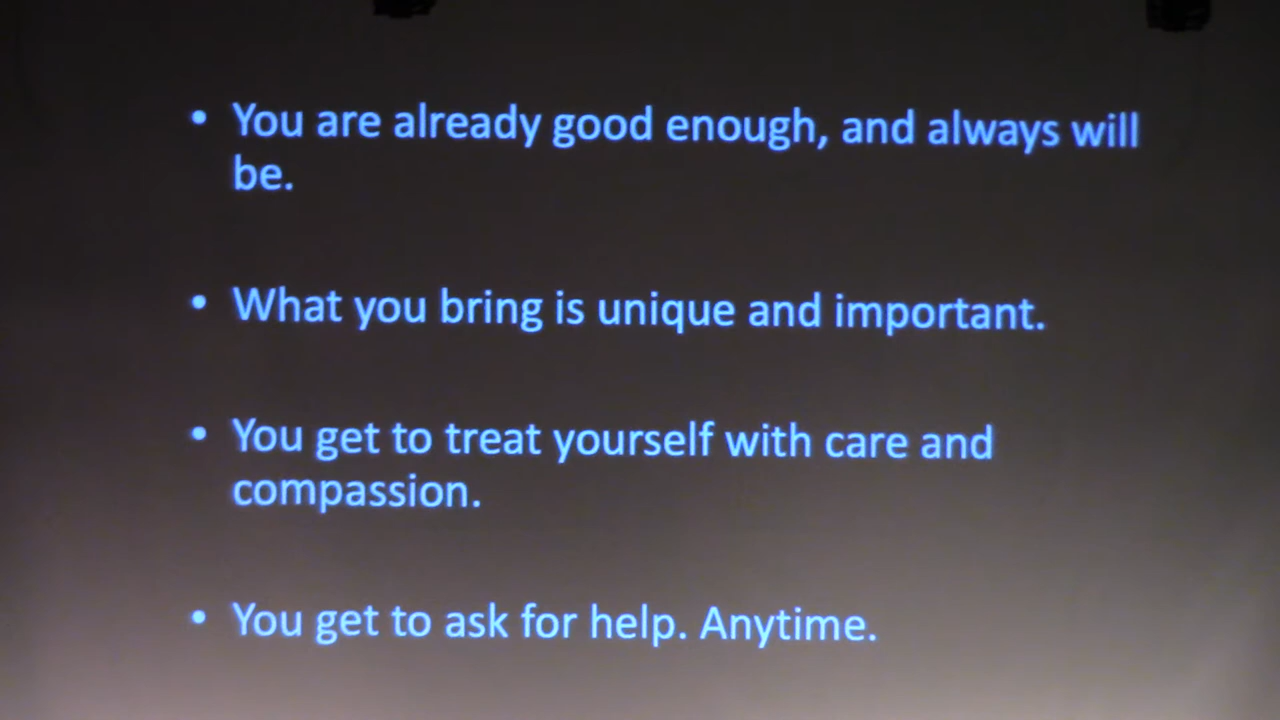 • You are already good enough, and always will
be.
• What you bring is unique and important.
• You get to treat yourself with care and
compassion.
• You get to ask for help. Anytime.